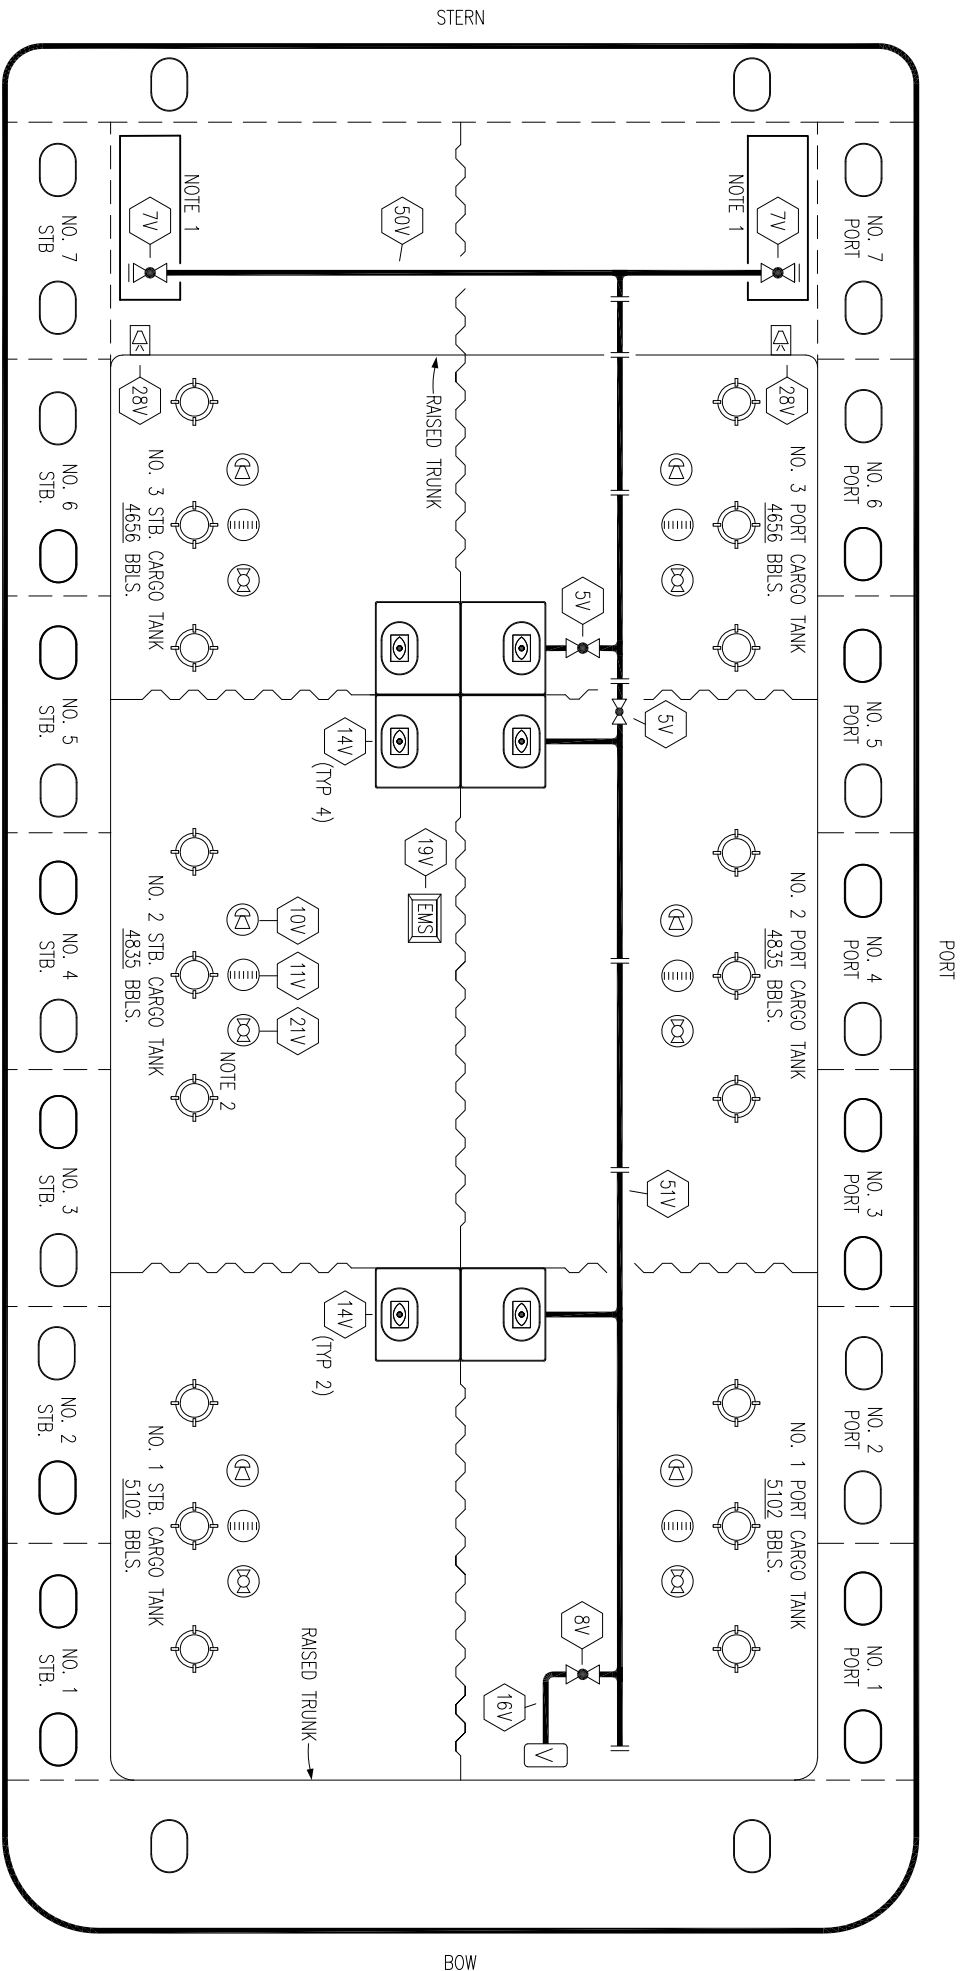 STERN
NO. 7
STB
NOTE 1
7V
50V
NOTE 1
7V
NO. 7
PORT
28V
28V
RAISED TRUNK
NO. 6
STB.
NO. 3 STB. CARGO TANK
4656 BBLS.
NO. 3 PORT CARGO TANK
4656 BBLS.
NO. 6
PORT
5V
5V
NO. 5
STB.
14V
(TYP 4)
NO. 5
PORT
19V
EMS
NO. 4
STB.
NO. 2 STB. CARGO TANK
4835 BBLS.
10V
11V
21V
NOTE 2
NO. 2 PORT CARGO TANK
4835 BBLS.
NO. 4
PORT
PORT
NO. 3
STB.
51V
NO. 3
PORT
14V
(TYP 2)
NO. 2
STB.
NO. 1 STB. CARGO TANK
5102 BBLS.
NO. 1 PORT CARGO TANK
5102 BBLS.
NO. 2
PORT
NO. 1
STB.
RAISED TRUNK
8V
16V
V
NO. 1
PORT
BOW